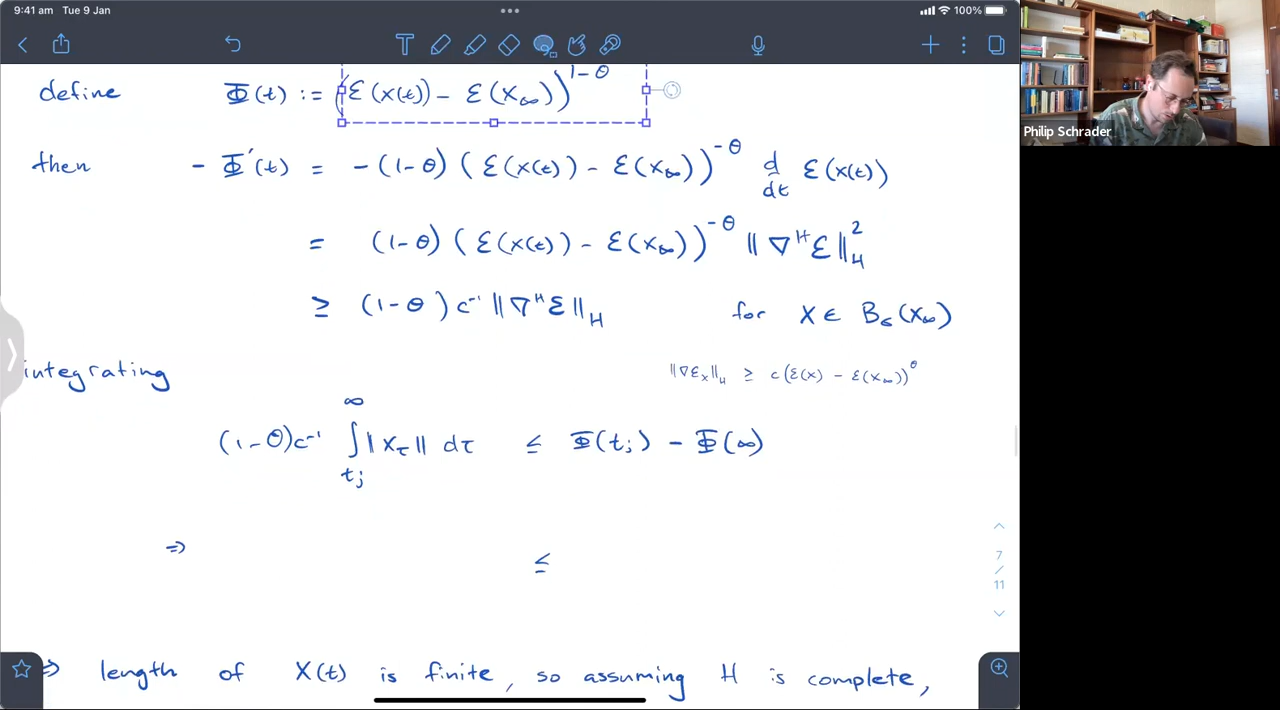 9:41 am Tue 9 Jan
100%
T
define Φ(t) := (ℰ(x(t)) - ℰ(x∞))^{1-θ}
then - Φ'(t) = -(1-θ) (ℰ(x(t)) - ℰ(x∞))^{-θ} d/dt ℰ(x(t))
= (1-θ) (ℰ(x(t)) - ℰ(x∞))^{-θ} ‖∇^H ℰ‖_H^2
≥ (1-θ) c^{-1} ‖∇^H ℰ‖_H for x ∈ B_σ(x∞)
‖∇ℰ_x‖_H ≥ c(ℰ(x) - ℰ(x∞))^θ
integrating
(1-θ)c^{-1} ∫_{t_j}^∞ ‖x_τ‖ dτ ≤ Φ(t_j) - Φ(∞)
⇒ ≤
⇒ length of X(t) is finite, so assuming H is complete,
7
/
11
Philip Schrader